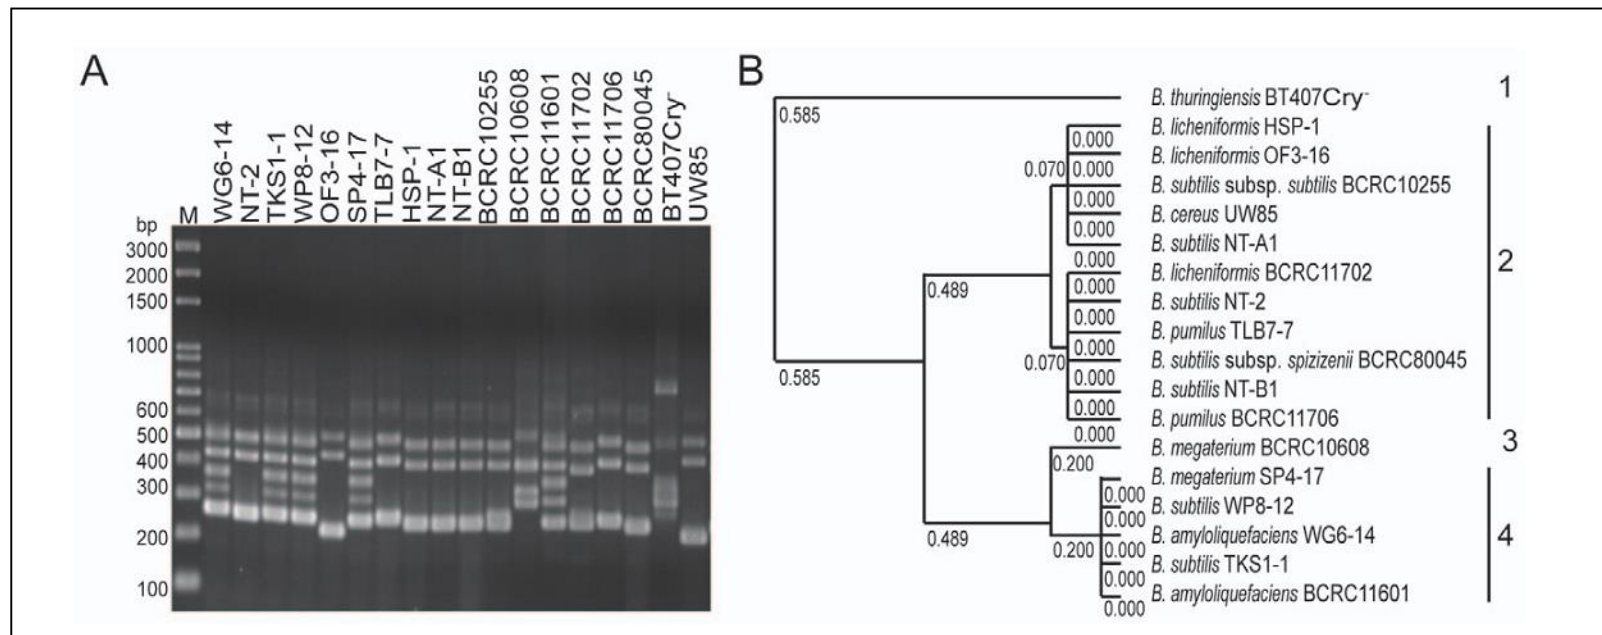 A
WG6-14
NT-2
TKS1-1
WP8-12
OF3-16
SP4-17
TLB7-7
HSP-1
NT-A1
NT-B1
BCRC10255
BCRC10608
BCRC11601
BCRC11702
BCRC11706
BCRC80045
BT407Cry⁻
UW85
M
bp
3000
2000
1500
1000
600
500
400
300
200
100
B
B. thuringiensis BT407Cry⁻ 1
0.585
B. licheniformis HSP-1
0.000
B. licheniformis OF3-16
0.070 0.000
B. subtilis subsp. subtilis BCRC10255
0.000
B. cereus UW85
0.000
B. subtilis NT-A1
0.000
2
B. licheniformis BCRC11702
0.489 0.000
B. subtilis NT-2
0.000
B. pumilus TLB7-7
0.000
B. subtilis subsp. spizizenii BCRC80045
0.070
0.585 0.000
B. subtilis NT-B1
0.000
B. pumilus BCRC11706
0.000
B. megaterium BCRC10608 3
0.200
B. megaterium SP4-17
0.000
B. subtilis WP8-12
0.000
B. amyloliquefaciens WG6-14 4
0.489 0.200 0.000
B. subtilis TKS1-1
0.000
B. amyloliquefaciens BCRC11601
0.000